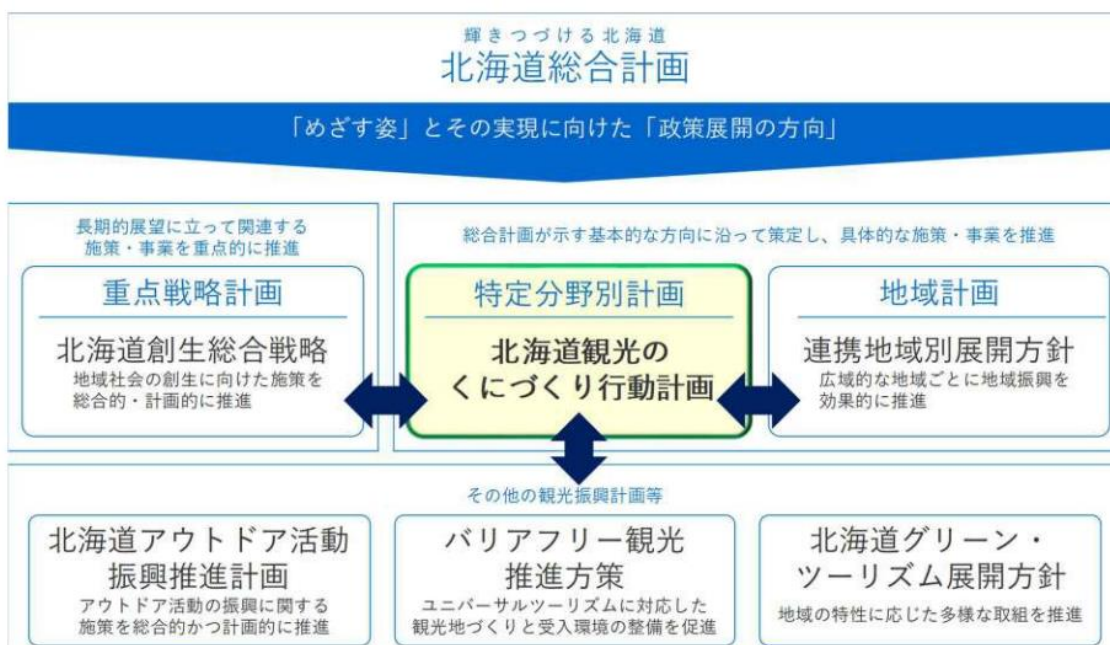 輝きつづける北海道
北海道総合計画
「めざす姿」とその実現に向けた「政策展開の方向」
長期的展望に立って関連する
施策・事業を重点的に推進
重点戦略計画
北海道創生総合戦略
地域社会の創生に向けた施策を
総合的・計画的に推進
総合計画が示す基本的な方向に沿って策定し、具体的な施策・事業を推進
特定分野別計画
北海道観光の
くにづくり行動計画
地域計画
連携地域別展開方針
広域的な地域ごとに地域振興を
効果的に推進
その他の観光振興計画等
北海道アウトドア活動
振興推進計画
アウトドア活動の振興に関する
施策を総合的かつ計画的に推進
バリアフリー観光
推進方策
ユニバーサルツーリズムに対応した
観光地づくりと受入環境の整備を促進
北海道グリーン・
ツーリズム展開方針
地域の特性に応じた多様な取組を推進